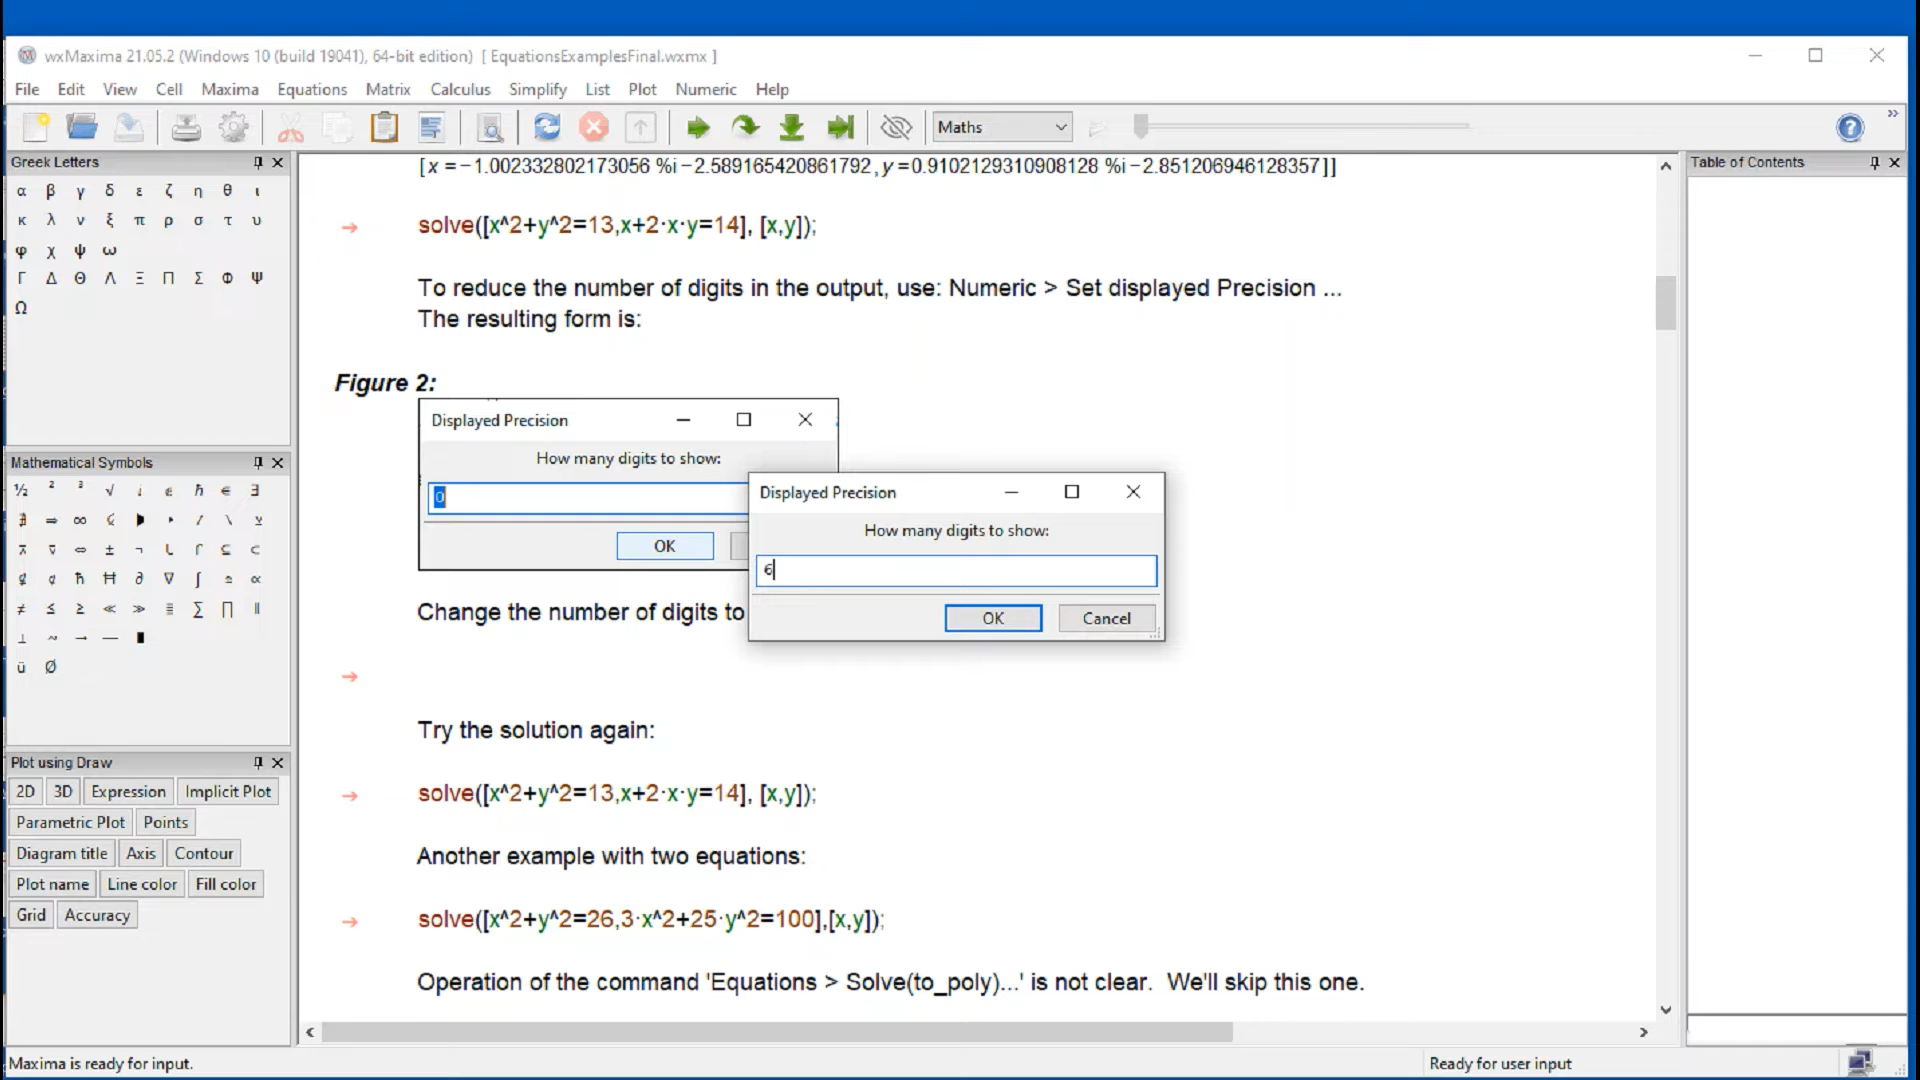 wxMaxima 21.05.2 (Windows 10 (build 19041), 64-bit edition) [ EquationsExamplesFinal.wxmx ]
File Edit View Cell Maxima Equations Matrix Calculus Simplify List Plot Numeric Help
Maths
Greek Letters
α β γ δ ε ζ η θ ι
κ λ ν ξ π ρ σ τ υ
φ χ ψ ω
Γ Δ Θ Λ Ξ Π Σ Φ Ψ
Ω
Mathematical Symbols
½ ² ³ √ ∈ ∃
∄ ⇒ ∞
⇔ ± ¬ ⊆ ⊂
∂ ∇ ∫ ∝
≠ ≤ ≥ ≪ ≫ ∑ ∏ ∥
⊥ → — ∎
ü Ø
Plot using Draw
2D 3D Expression Implicit Plot
Parametric Plot Points
Diagram title Axis Contour
Plot name Line color Fill color
Grid Accuracy
[x=−1.002332802173056 %i−2.589165420861792,y=0.9102129310908128 %i−2.851206946128357]]
solve([x^2+y^2=13,x+2·x·y=14], [x,y]);
To reduce the number of digits in the output, use: Numeric > Set displayed Precision ...
The resulting form is:
Figure 2:
Displayed Precision
How many digits to show:
0
OK
Displayed Precision
How many digits to show:
6
OK Cancel
Change the number of digits to
Try the solution again:
solve([x^2+y^2=13,x+2·x·y=14], [x,y]);
Another example with two equations:
solve([x^2+y^2=26,3·x^2+25·y^2=100],[x,y]);
Operation of the command 'Equations > Solve(to_poly)...' is not clear.  We'll skip this one.
Table of Contents
Maxima is ready for input.
Ready for user input